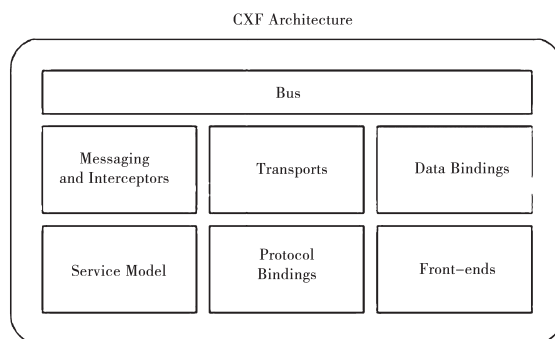 CXF Architecture
Bus
Messaging
and Interceptors
Transports
Data Bindings
Service Model
Protocol
Bindings
Front-ends